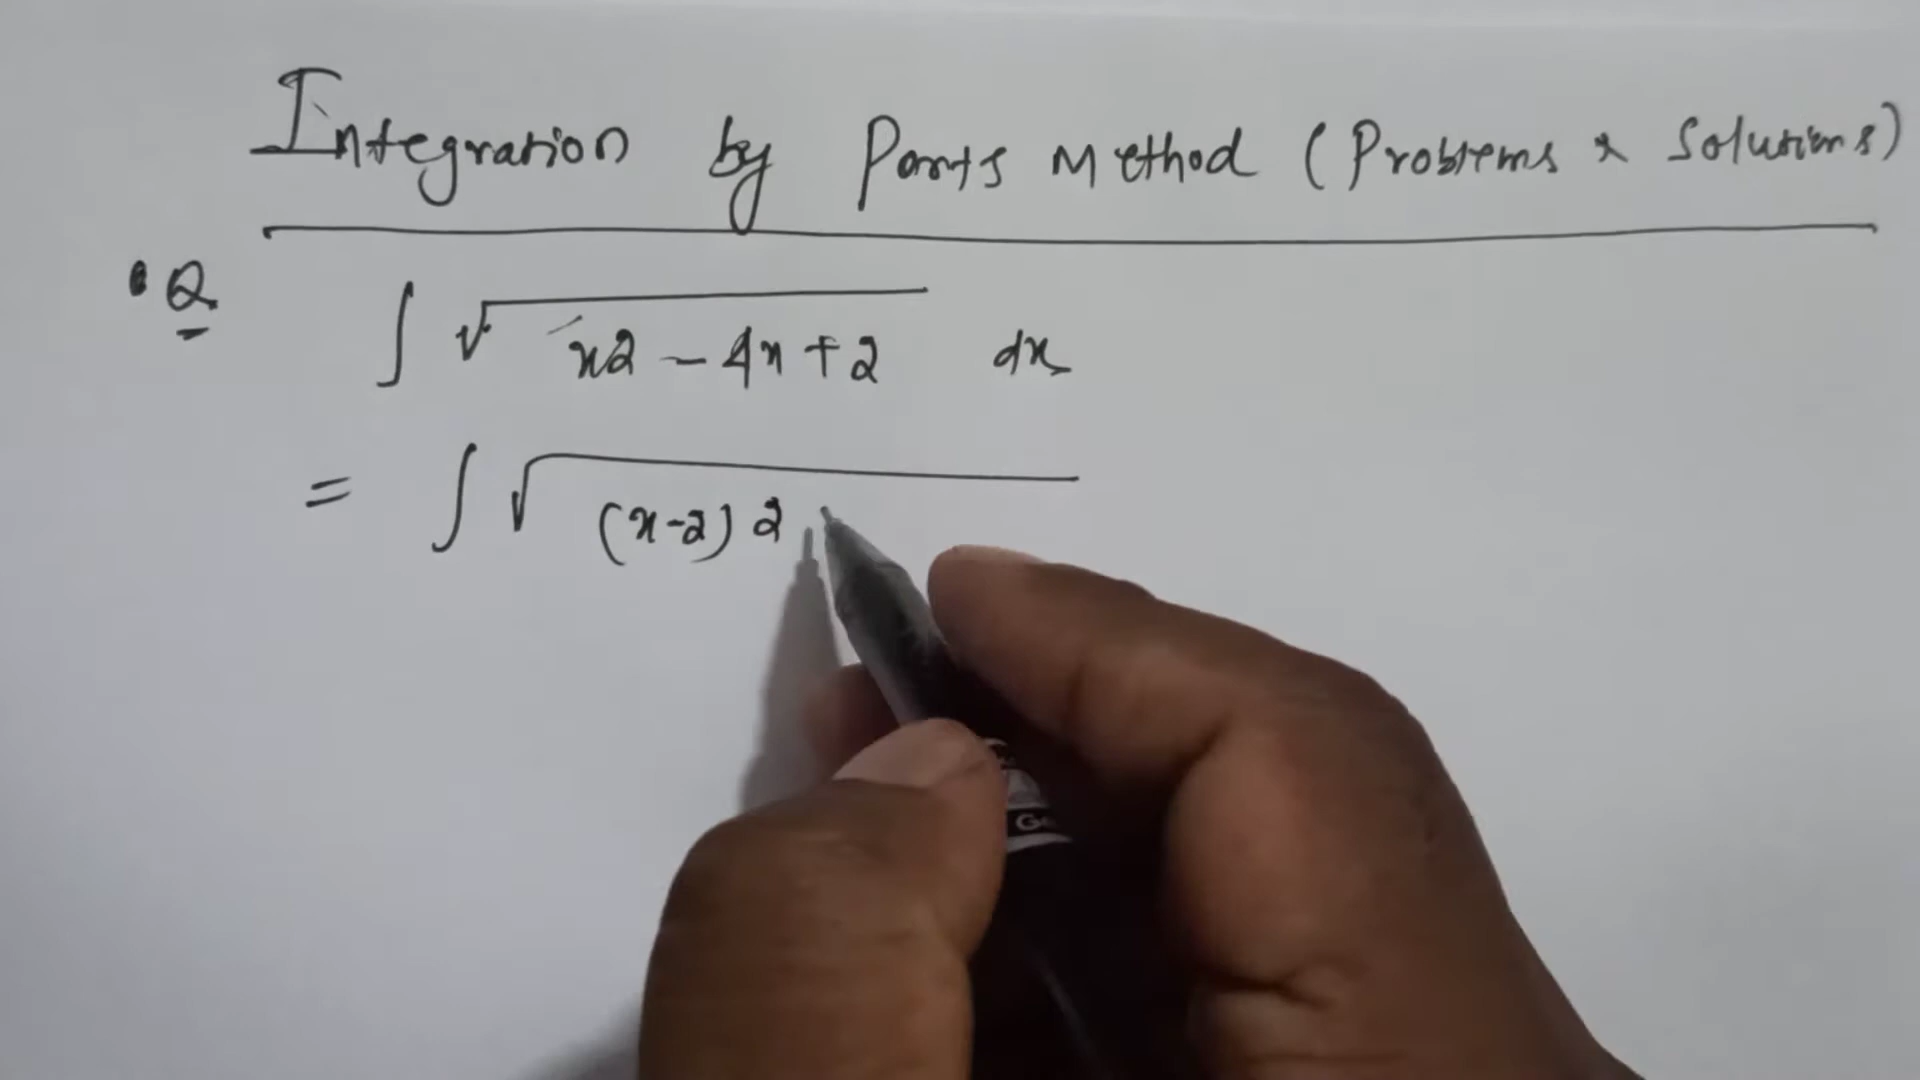 Integration by Parts Method (Problems & Solutions)
Q
∫ √x2 - 4x + 2 dx
= ∫ √(x-2) 2